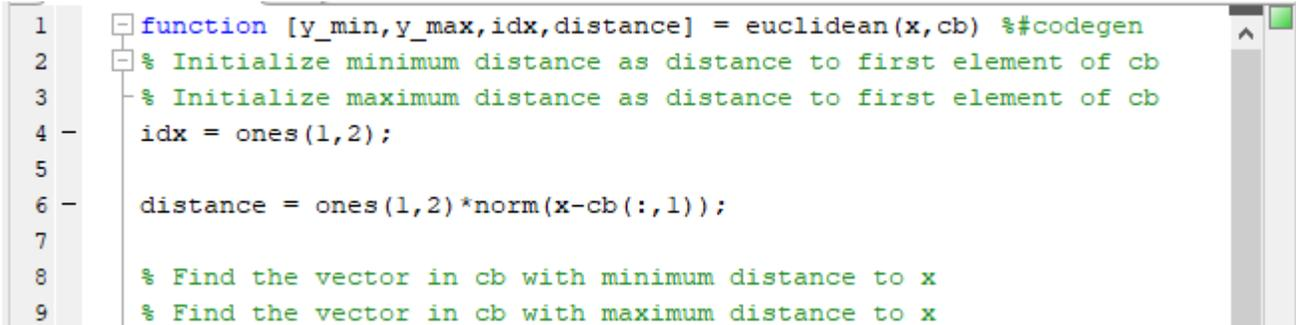 1 function [y_min,y_max,idx,distance] = euclidean(x,cb) %#codegen
2 % Initialize minimum distance as distance to first element of cb
3 % Initialize maximum distance as distance to first element of cb
4 – idx = ones(1,2);
5
6 – distance = ones(1,2)*norm(x-cb(:,1));
7
8 % Find the vector in cb with minimum distance to x
9 % Find the vector in cb with maximum distance to x